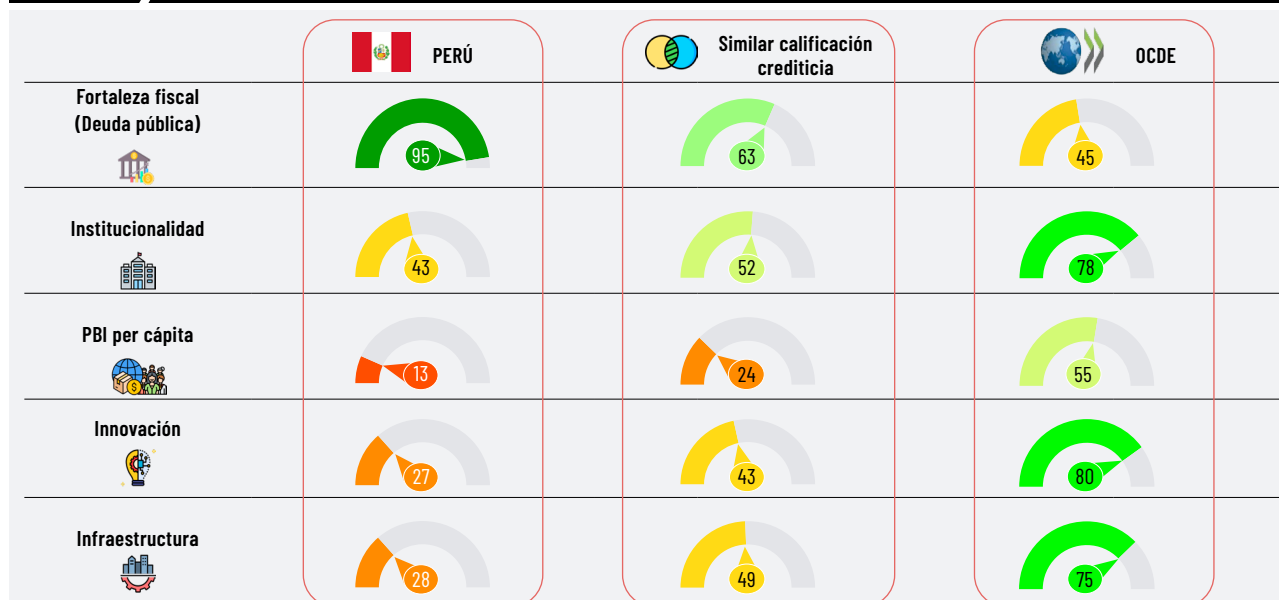 PERÚ
Similar calificación
crediticia
OCDE
Fortaleza fiscal
(Deuda pública)
95
63
45
Institucionalidad
43
52
78
PBI per cápita
13
24
55
Innovación
27
43
80
Infraestructura
28
49
75